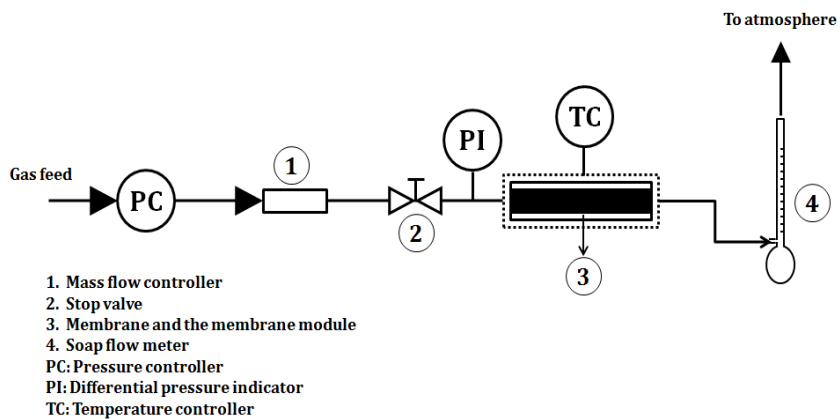 To atmosphere
PI
TC
1
Gas feed
PC
4
2
3
1. Mass flow controller
2. Stop valve
3. Membrane and the membrane module
4. Soap flow meter
PC: Pressure controller
PI: Differential pressure indicator
TC: Temperature controller